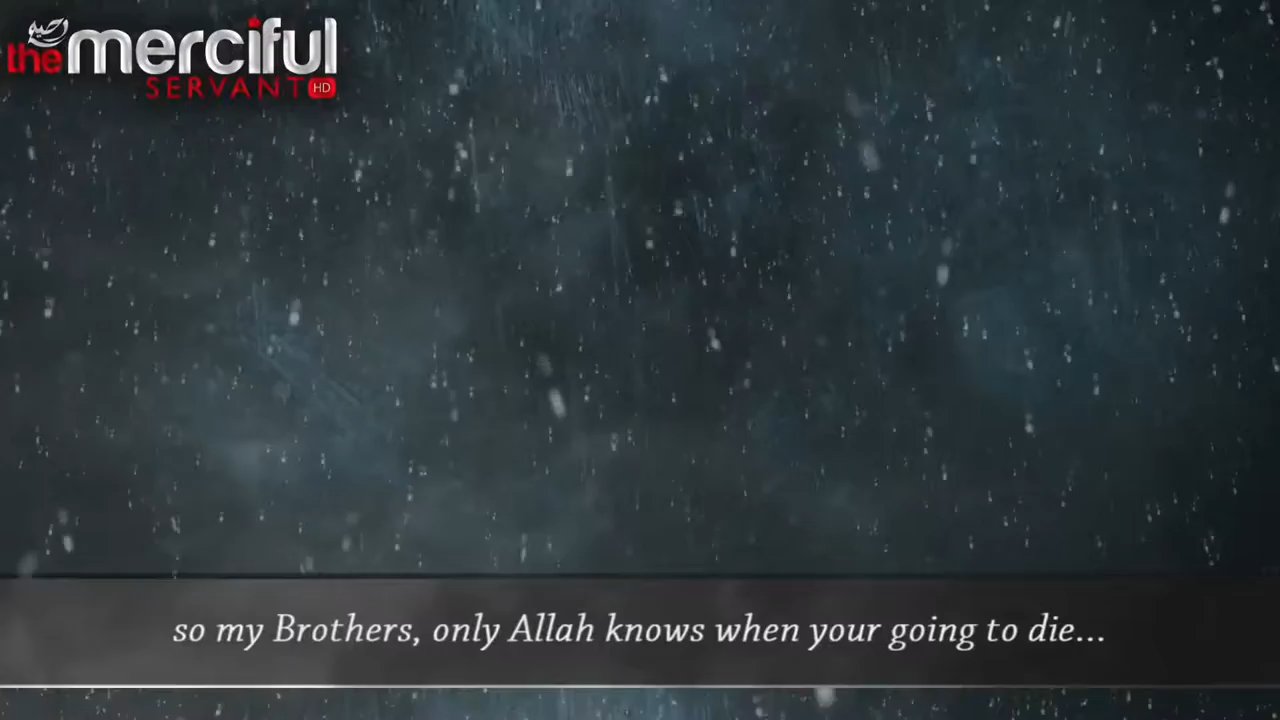 the merciful
SERVANT HD
so my Brothers, only Allah knows when your going to die...